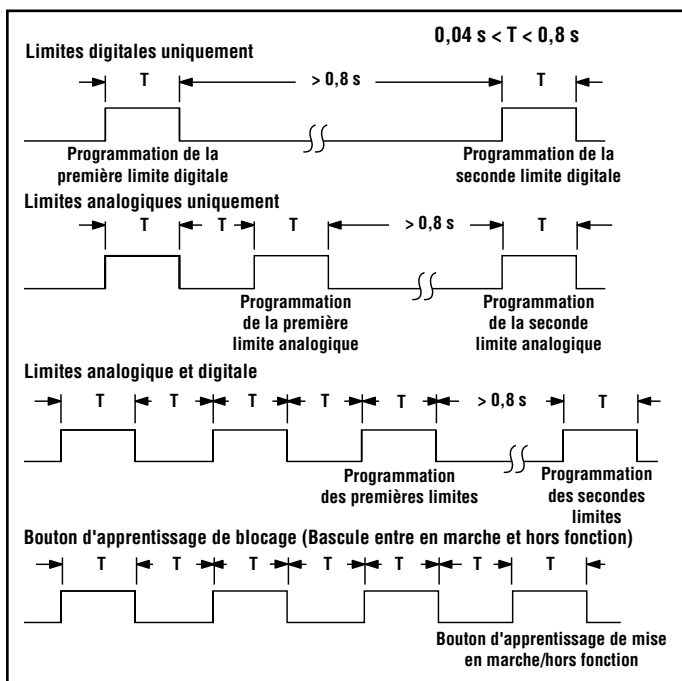 0,04 s < T < 0,8 s
Limites digitales uniquement
T > 0,8 s T
Programmation de la
première limite digitale
Programmation de la
seconde limite digitale
Limites analogiques uniquement
T T T > 0,8 s T
Programmation
de la première
limite analogique
Programmation
de la seconde
limite analogique
Limites analogique et digitale
T T T T T > 0,8 s T
Programmation
des premières limites
Programmation
des secondes
limites
Bouton d'apprentissage de blocage (Bascule entre en marche et hors fonction)
T T T T T T T
Bouton d'apprentissage de mise
en marche/hors fonction